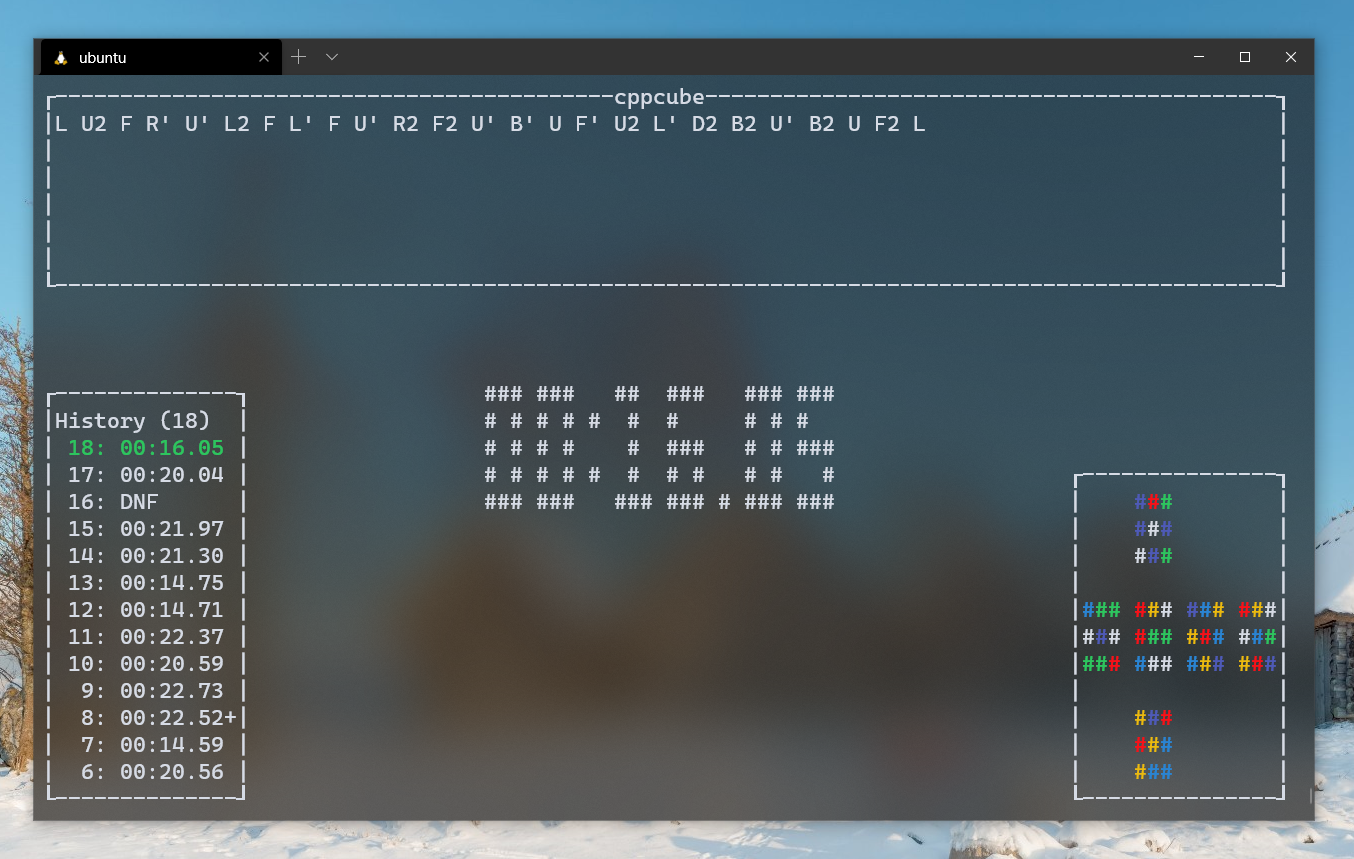 ubuntu
cppcube
L U2 F R' U' L2 F L' F U' R2 F2 U' B' U F' U2 L' D2 B2 U' B2 U F2 L
00:16.05
History (18)
18: 00:16.05
17: 00:20.04
16: DNF
15: 00:21.97
14: 00:21.30
13: 00:14.75
12: 00:14.71
11: 00:22.37
10: 00:20.59
9: 00:22.73
8: 00:22.52+
7: 00:14.59
6: 00:20.56
###
###
###
### ### ### ###
### ### ### ###
### ### ### ###
###
###
###